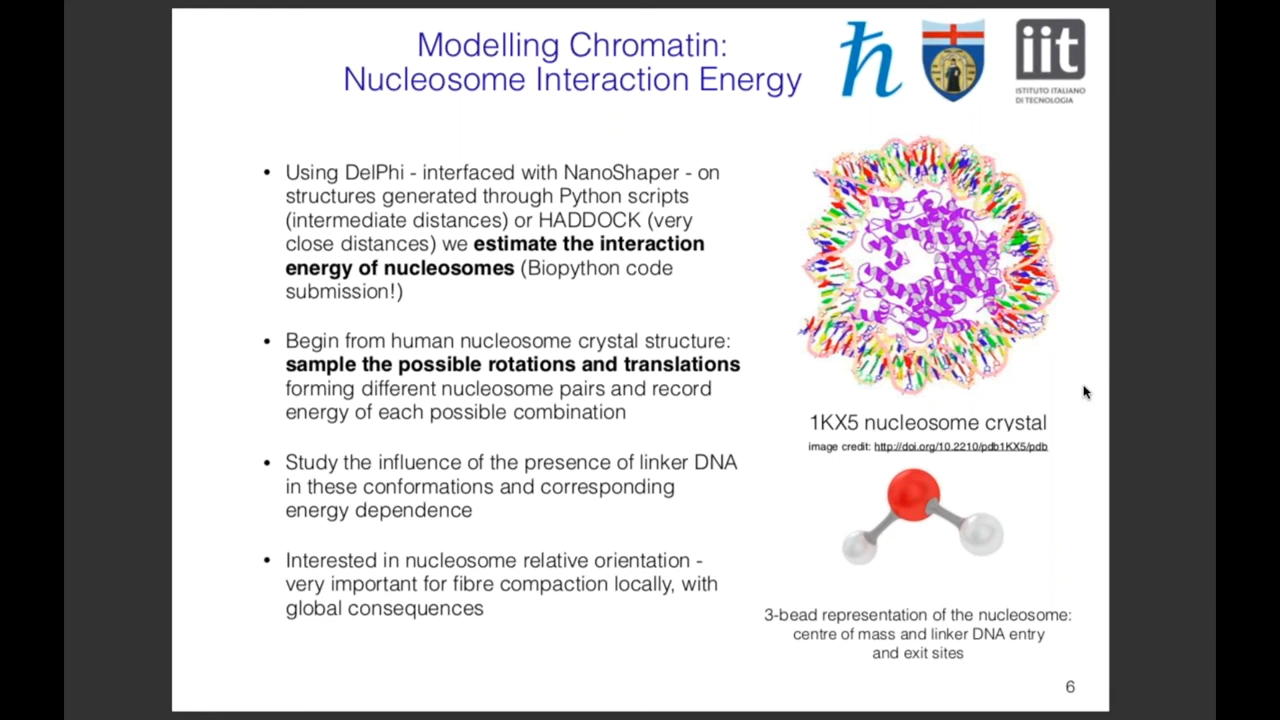 Modelling Chromatin:
Nucleosome Interaction Energy
ħ
iit
ISTITUTO ITALIANO
DI TECNOLOGIA
• Using DelPhi - interfaced with NanoShaper - on
structures generated through Python scripts
(intermediate distances) or HADDOCK (very
close distances) we estimate the interaction
energy of nucleosomes (Biopython code
submission!)
• Begin from human nucleosome crystal structure:
sample the possible rotations and translations
forming different nucleosome pairs and record
energy of each possible combination
• Study the influence of the presence of linker DNA
in these conformations and corresponding
energy dependence
• Interested in nucleosome relative orientation -
very important for fibre compaction locally, with
global consequences
1KX5 nucleosome crystal
image credit: http://doi.org/10.2210/pdb1KX5/pdb
3-bead representation of the nucleosome:
centre of mass and linker DNA entry
and exit sites
6